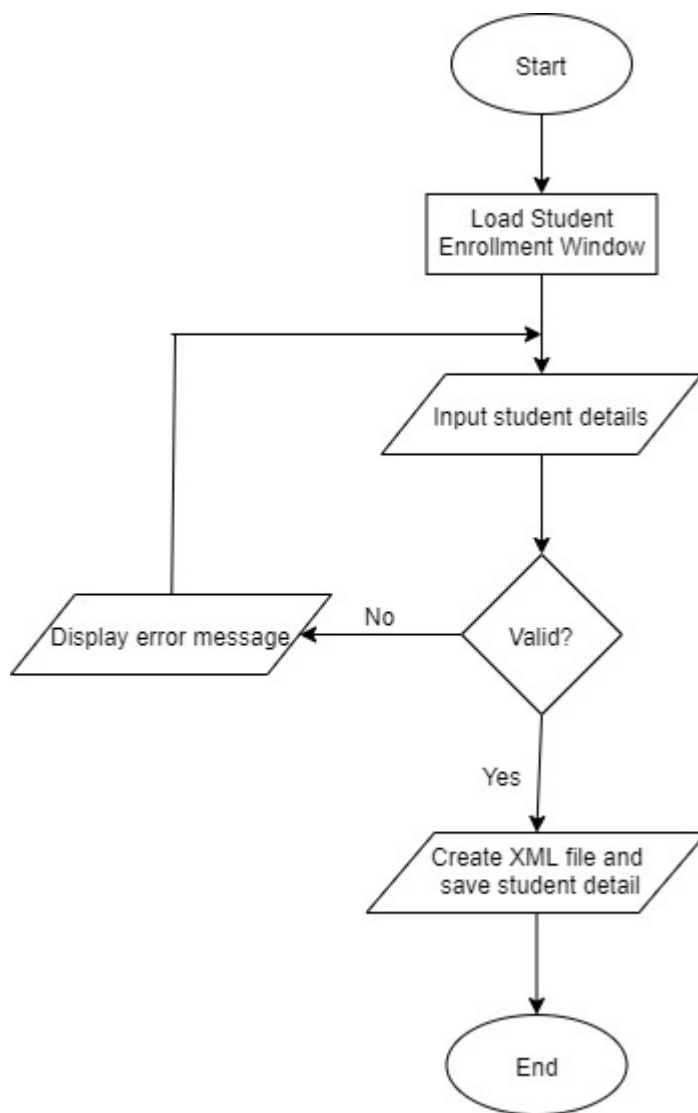 Start
Load Student
Enrollment Window
Input student details
Valid?
No
Display error message
Yes
Create XML file and
save student detail
End